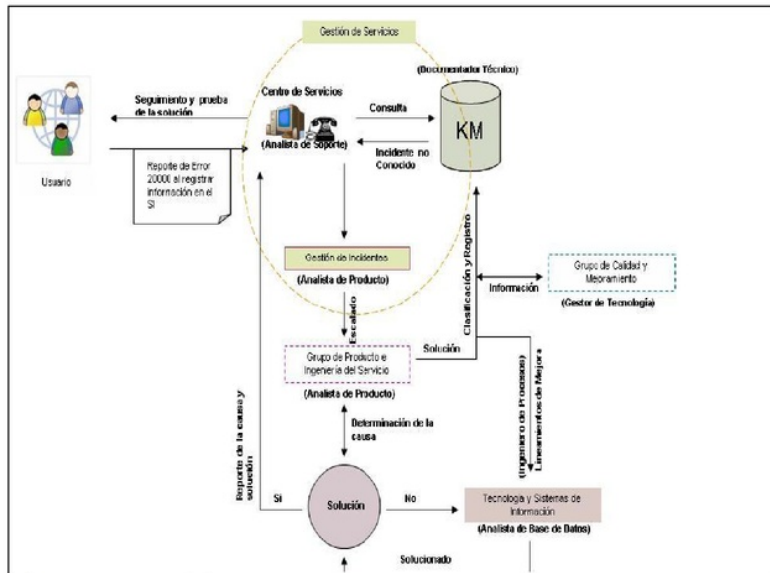 Gestión de Servicios
(Documentador Técnico)
Centro de Servicios
Seguimiento y prueba
de la solución
Consulta
KM
(Analista de Soporte)
Incidente no
Conocido
Usuario
Reporte de Error
20000 al registrar
información en el
SI
Gestión de Incidentes
(Analista de Producto)
Clasificación y Registro
Información
Grupo de Calidad y
Mejoramiento
(Gestor de Tecnología)
Escalado
Grupo de Producto e
Ingeniería del Servicio
Solución
(Analista de Producto)
Determinación de la
causa
(Ingeniero de Procesos)
Lineamientos de Mejora
Reporte de la causa y
solución
Si
Solución
No
Tecnología y Sistemas de
Información
(Analista de Base de Datos)
Solucionado